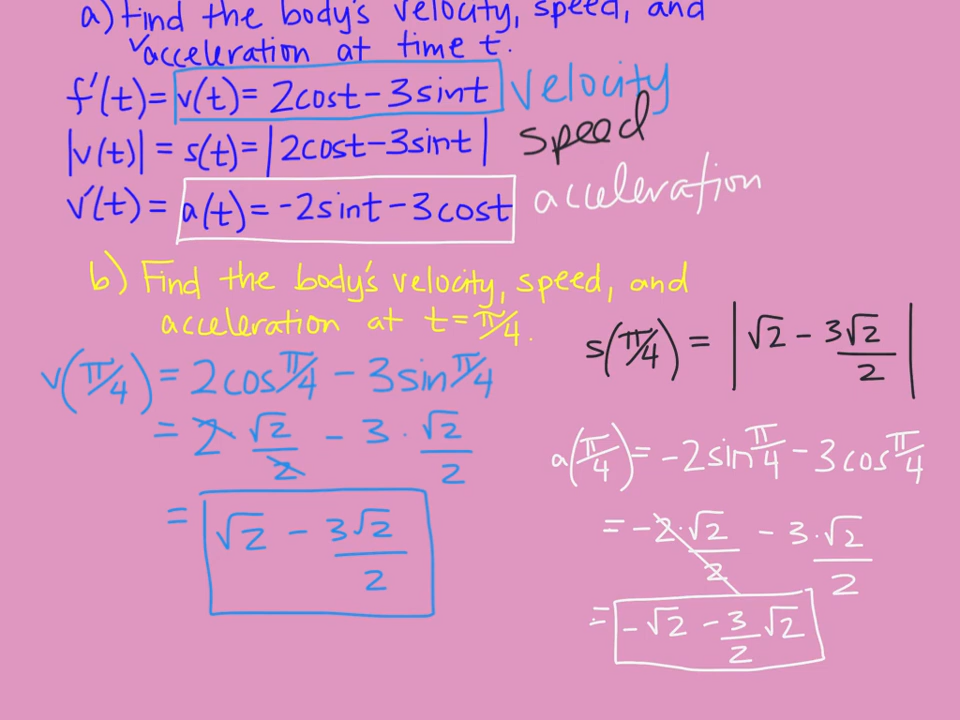 a) Find the body's velocity, speed, and
acceleration at time t.
f'(t) = v(t) = 2cost - 3sint velocity
|v(t)| = s(t) = |2cost - 3sint| speed
v'(t) = a(t) = -2sint - 3cost acceleration
b) Find the body's velocity, speed, and
acceleration at t = π/4.
v(π/4) = 2cos π/4 - 3sin π/4
= 2 · √2/2 - 3 · √2/2
= √2 - 3√2/2
s(π/4) = |√2 - 3√2/2|
a(π/4) = -2sin π/4 - 3cos π/4
= -2 · √2/2 - 3 · √2/2
= -√2 - 3/2 √2